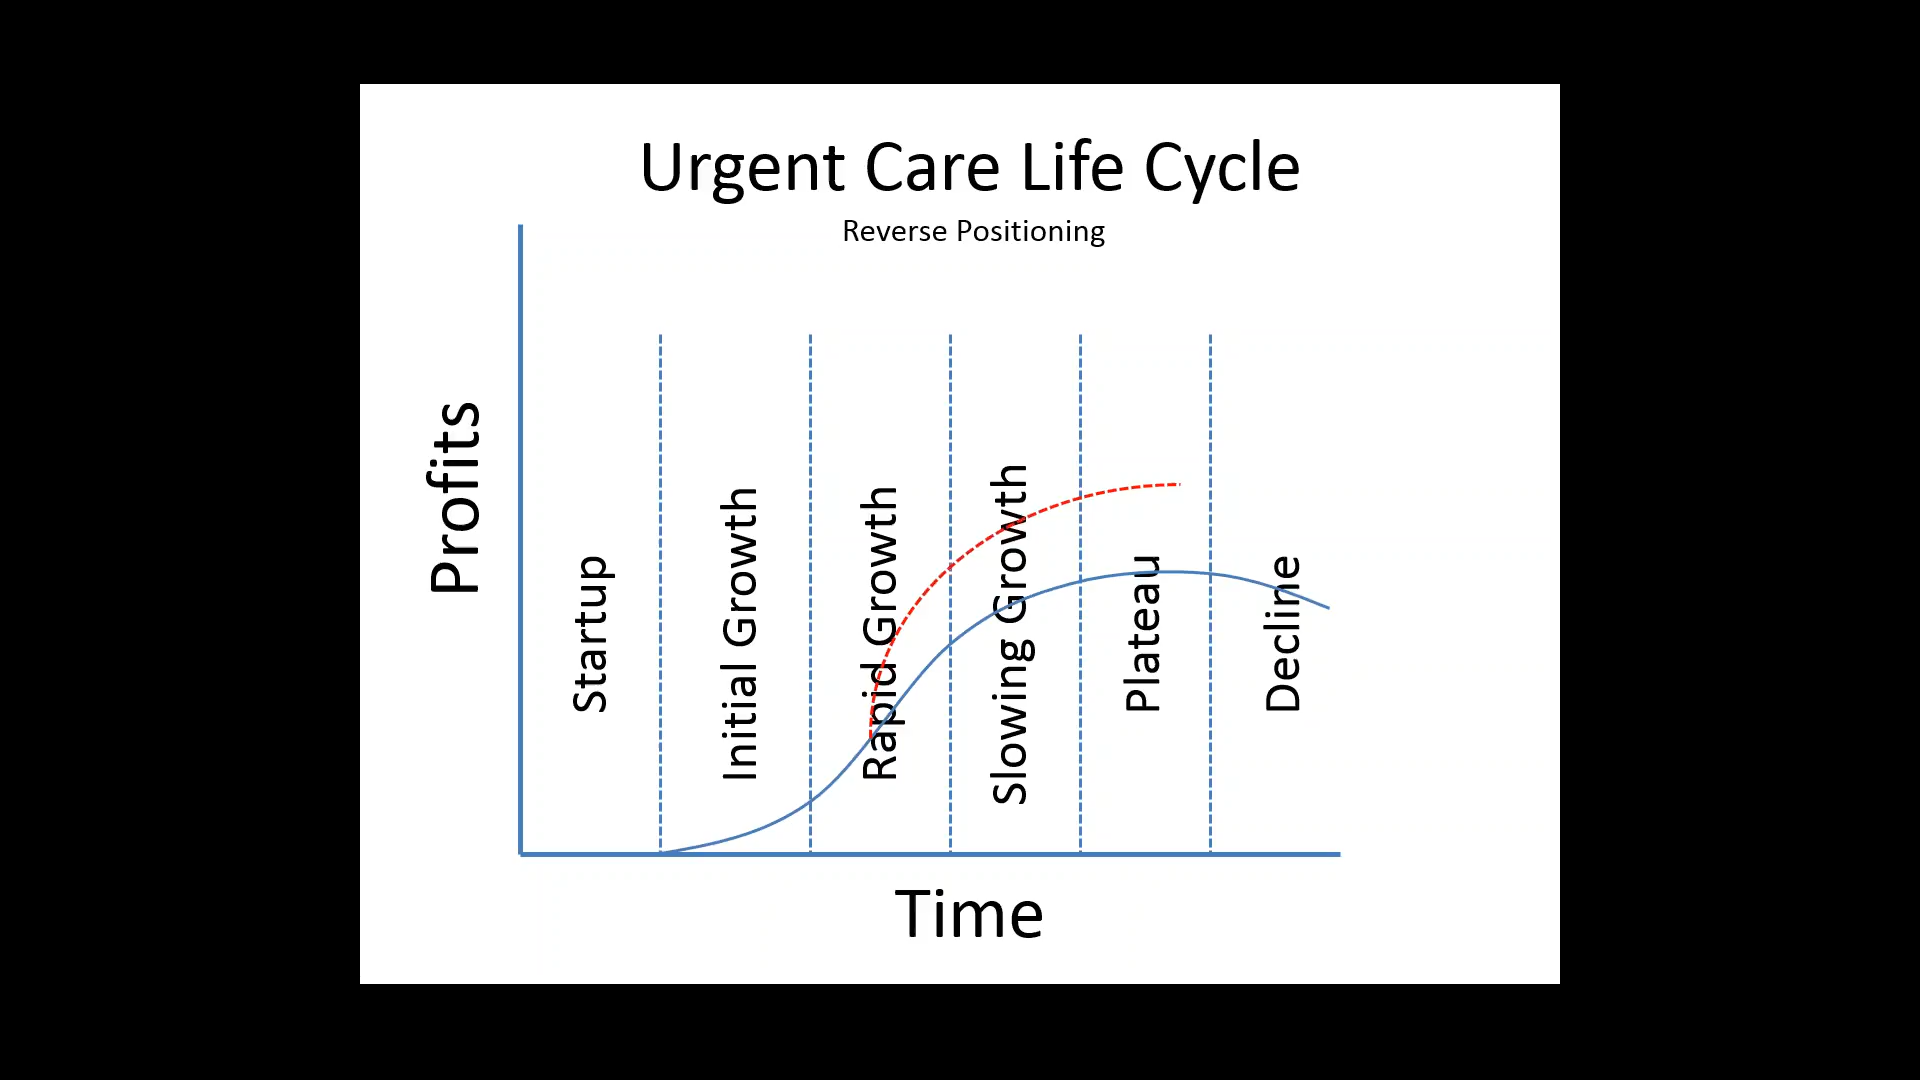 Urgent Care Life Cycle
Reverse Positioning
Profits
Startup
Initial Growth
Rapid Growth
Slowing Growth
Plateau
Decline
Time